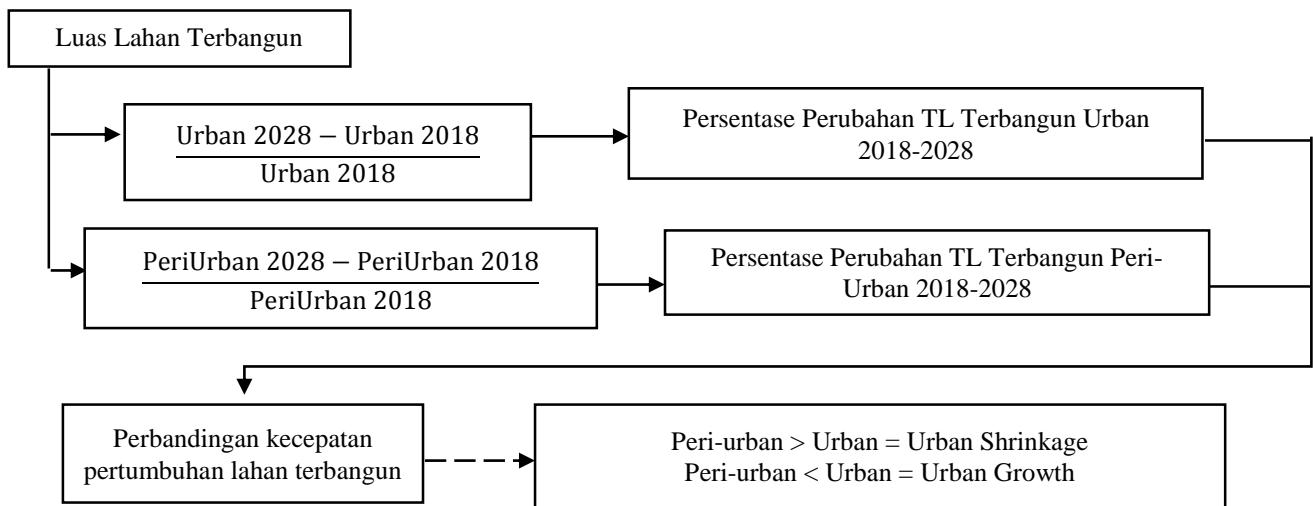 Luas Lahan Terbangun
Urban 2028 − Urban 2018
Urban 2018
Persentase Perubahan TL Terbangun Urban
2018-2028
PeriUrban 2028 − PeriUrban 2018
PeriUrban 2018
Persentase Perubahan TL Terbangun Peri-
Urban 2018-2028
Perbandingan kecepatan
pertumbuhan lahan terbangun
Peri-urban > Urban = Urban Shrinkage
Peri-urban < Urban = Urban Growth